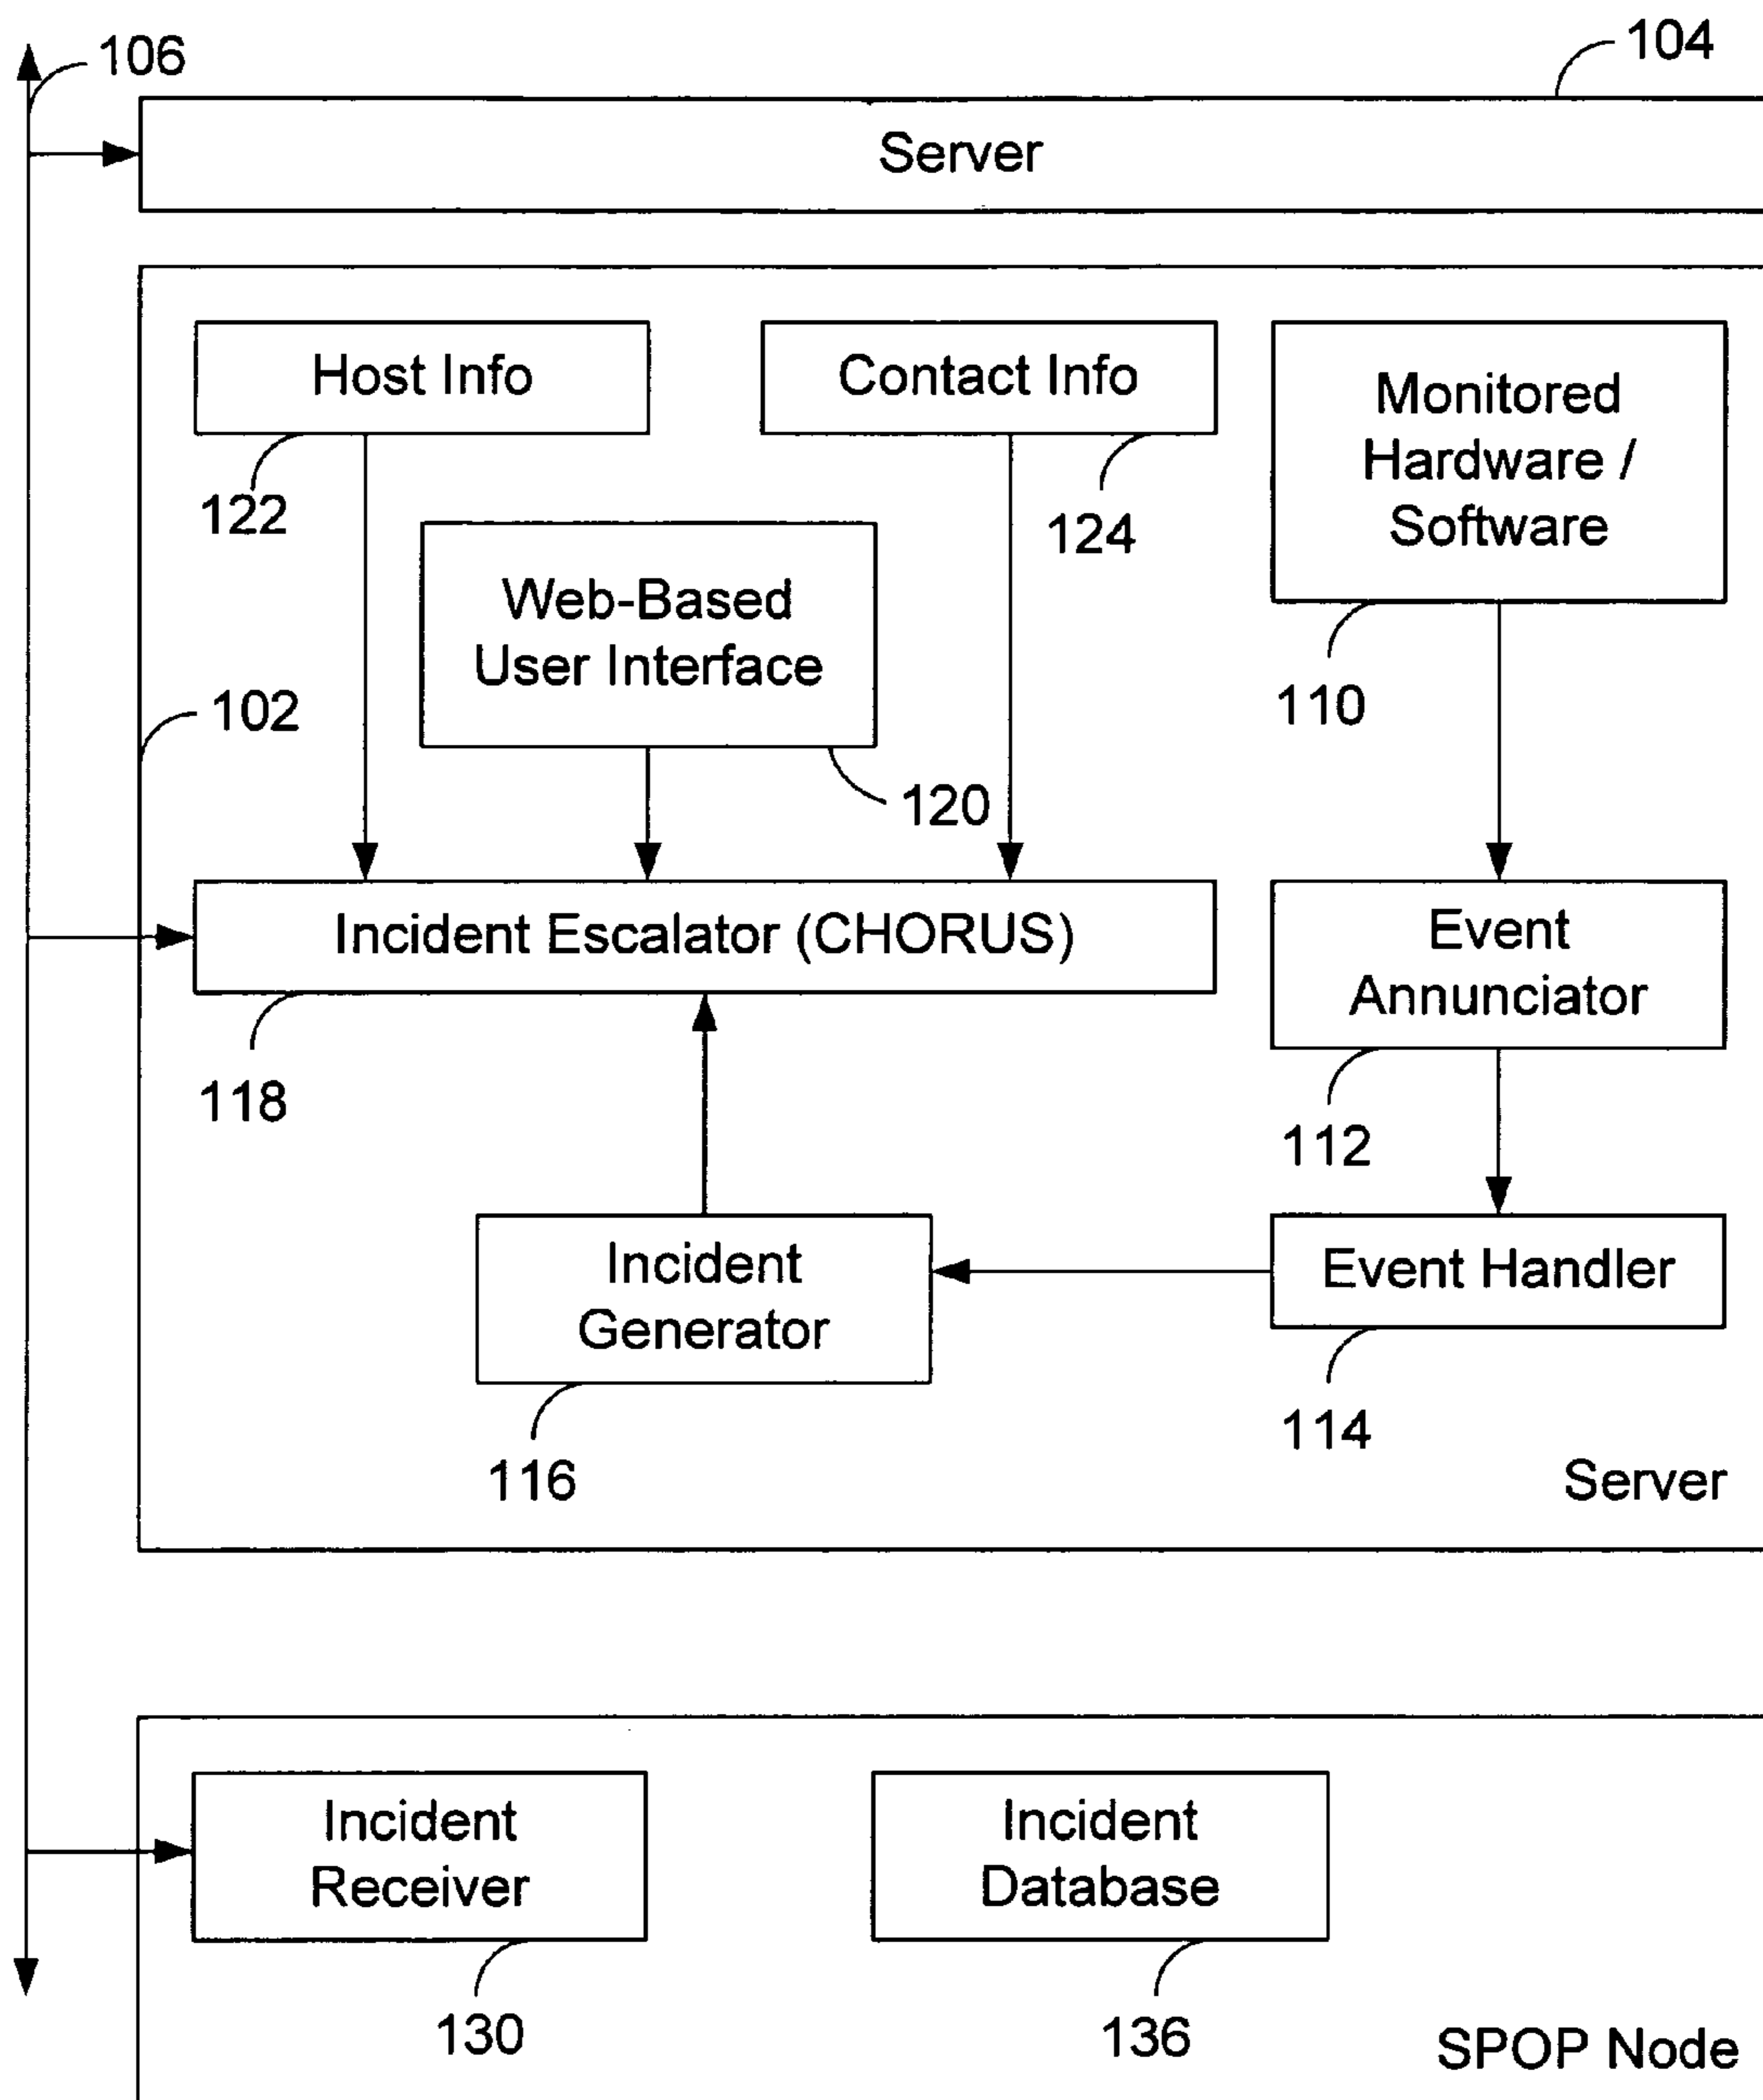 106
104
Server
Host Info
Contact Info
Monitored
Hardware /
Software
122
124
Web-Based
User Interface
110
102
120
Incident Escalator (CHORUS)
Event
Annunciator
118
112
Incident
Generator
Event Handler
116
114
Server
Incident
Receiver
Incident
Database
130
136
SPOP Node